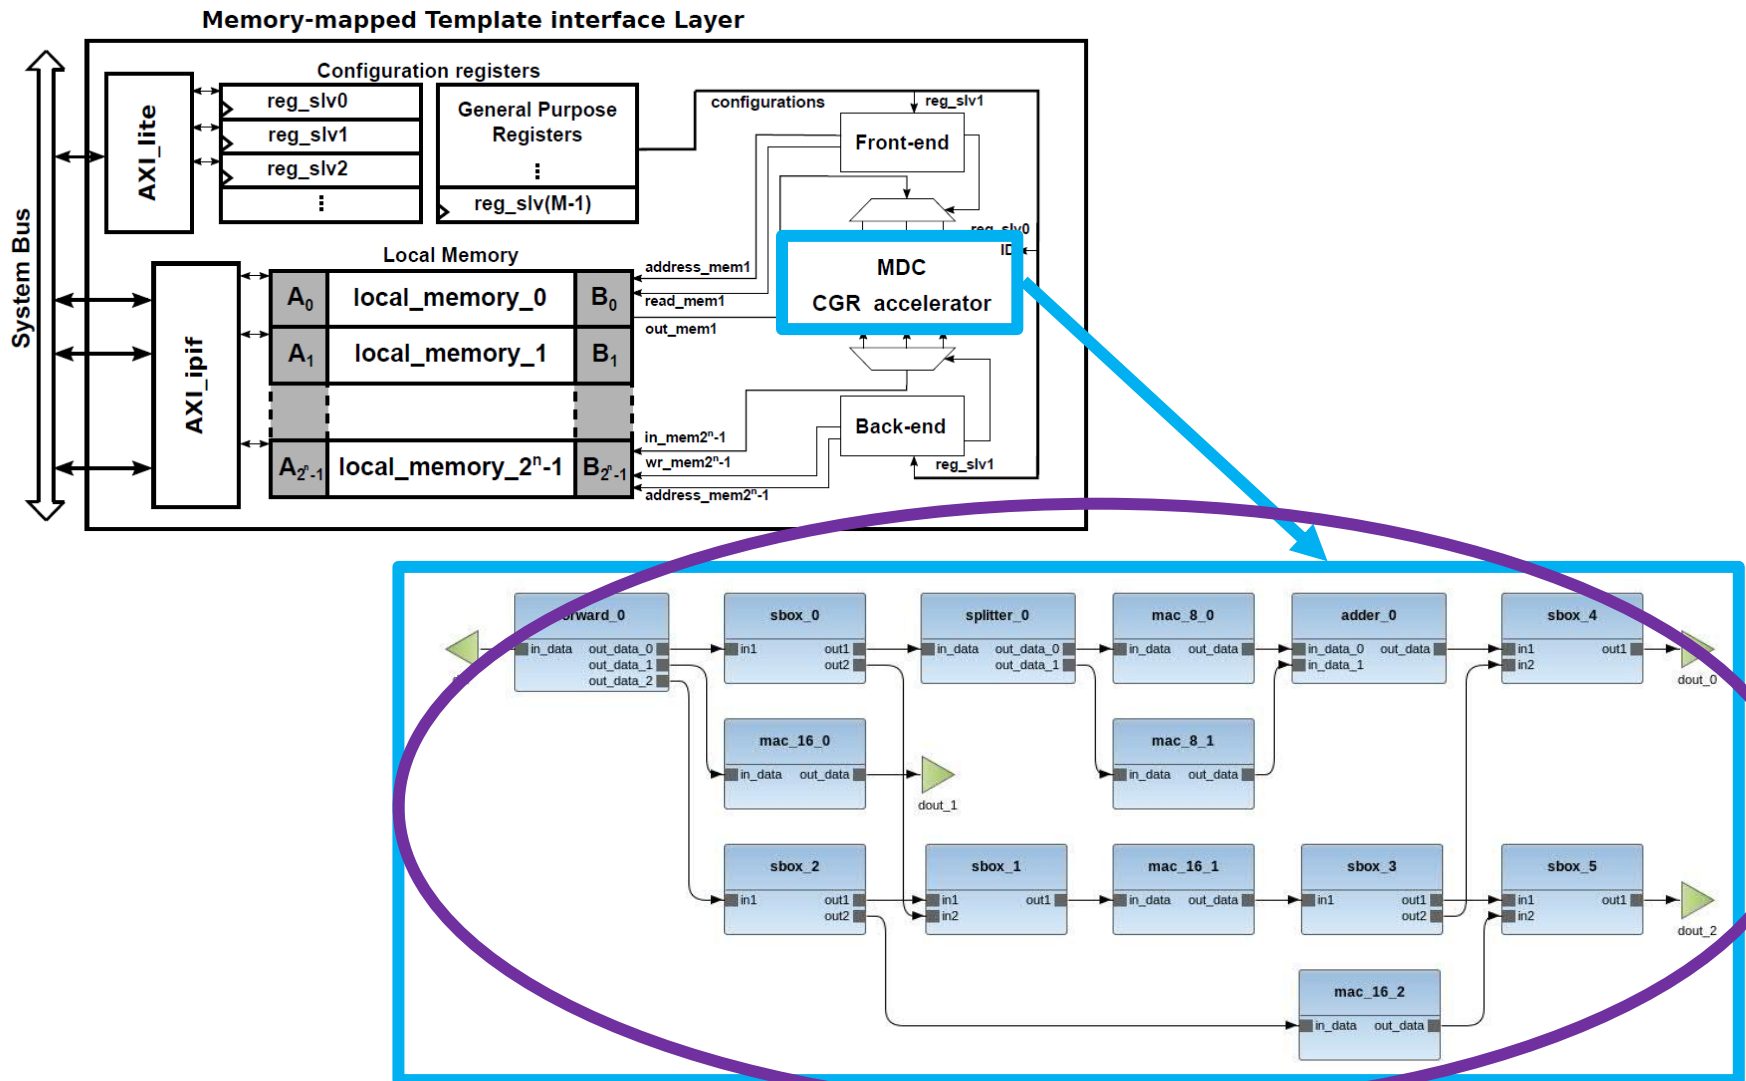 Memory-mapped Template interface Layer
System Bus
AXI_lite
Configuration registers
reg_slv0
reg_slv1
reg_slv2
General Purpose
Registers
reg_slv(M-1)
configurations
reg_slv1
Front-end
reg_slv0
ID
MDC
CGR accelerator
AXI_ipif
Local Memory
A0 local_memory_0 B0
A1 local_memory_1 B1
A2ⁿ-1 local_memory_2ⁿ-1 B2ⁿ-1
address_mem1
read_mem1
out_mem1
in_mem2ⁿ-1
wr_mem2ⁿ-1
address_mem2ⁿ-1
Back-end
reg_slv1
in_data out_data_0
out_data_1
out_data_2
sbox_0
in1 out1
out2
splitter_0
in_data out_data_0
out_data_1
mac_8_0
in_data out_data
adder_0
in_data_0 out_data
in_data_1
sbox_4
in1 out1
in2
dout_0
mac_16_0
in_data out_data
dout_1
mac_8_1
in_data out_data
sbox_2
in1 out1
out2
sbox_1
in1 out1
in2
mac_16_1
in_data out_data
sbox_3
in1 out1
out2
sbox_5
in1 out1
in2
dout_2
mac_16_2
in_data out_data